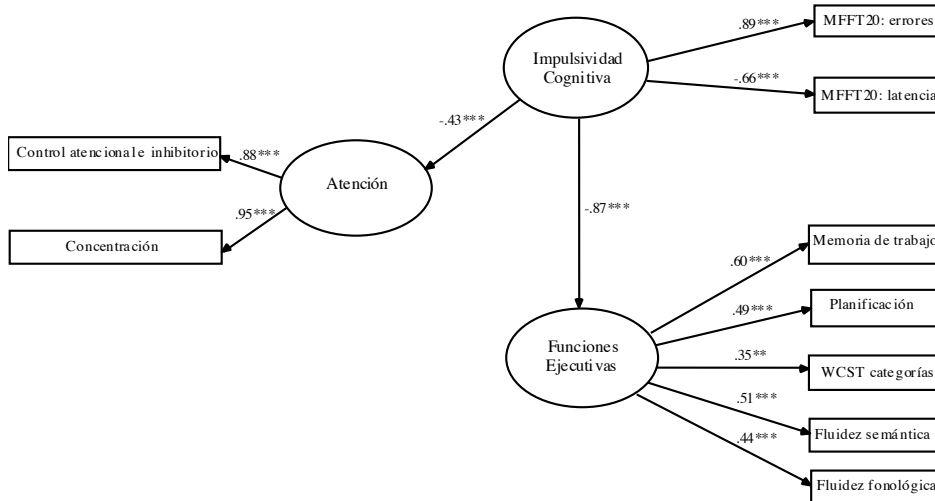 MFFT20: errores
.89***
Impulsividad
Cognitiva
-.66***
MFFT20: latencia
-.43***
Control atencional e inhibitorio
.88***
Atención
.95***
Concentración
-.87***
Memoria de trabajo
.60***
Planificación
.49***
Funciones
Ejecutivas
.35**
WCST categorías
.51***
Fluidez semántica
.44***
Fluidez fonológica